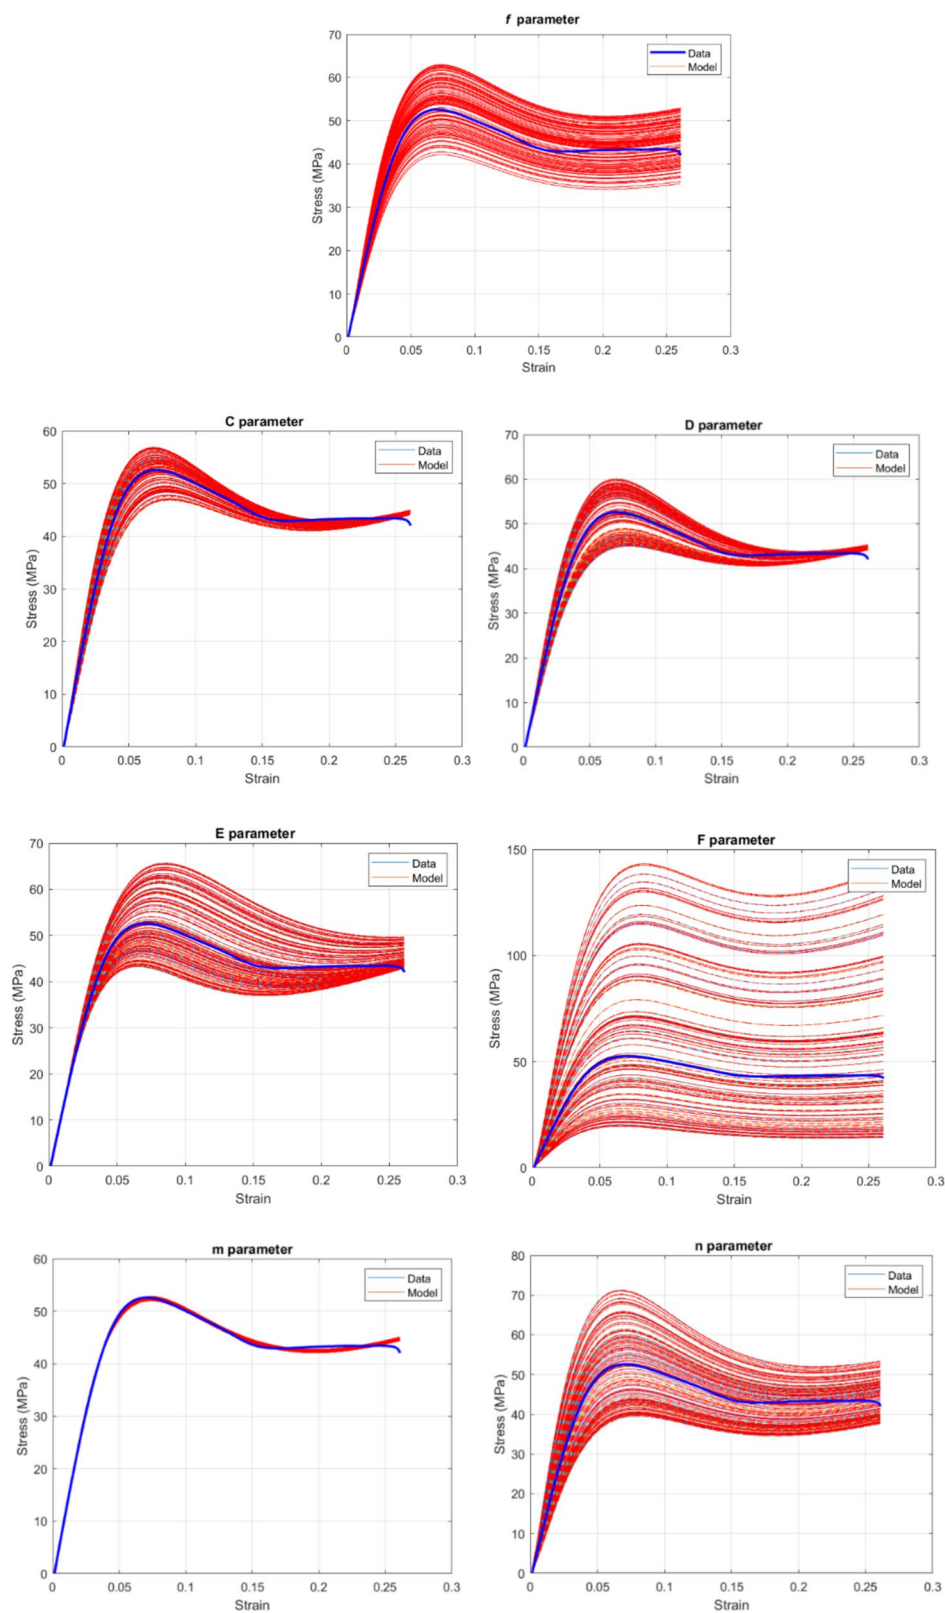 f parameter
70
60
50
40
30
20
10
0
Stress (MPa)
Data
Model
0 0.05 0.1 0.15 0.2 0.25 0.3
Strain
C parameter
60
50
40
30
20
10
0
Stress (MPa)
Data
Model
0 0.05 0.1 0.15 0.2 0.25 0.3
Strain
D parameter
70
60
50
40
30
20
10
0
Stress (MPa)
Data
Model
0 0.05 0.1 0.15 0.2 0.25 0.3
Strain
E parameter
70
60
50
40
30
20
10
0
Stress (MPa)
Data
Model
0 0.05 0.1 0.15 0.2 0.25 0.3
Strain
F parameter
150
100
50
0
Stress (MPa)
Data
Model
0 0.05 0.1 0.15 0.2 0.25 0.3
Strain
m parameter
60
50
40
30
20
10
0
Stress (MPa)
Data
Model
0 0.05 0.1 0.15 0.2 0.25 0.3
Strain
n parameter
80
70
60
50
40
30
20
10
0
Stress (MPa)
Data
Model
0 0.05 0.1 0.15 0.2 0.25 0.3
Strain